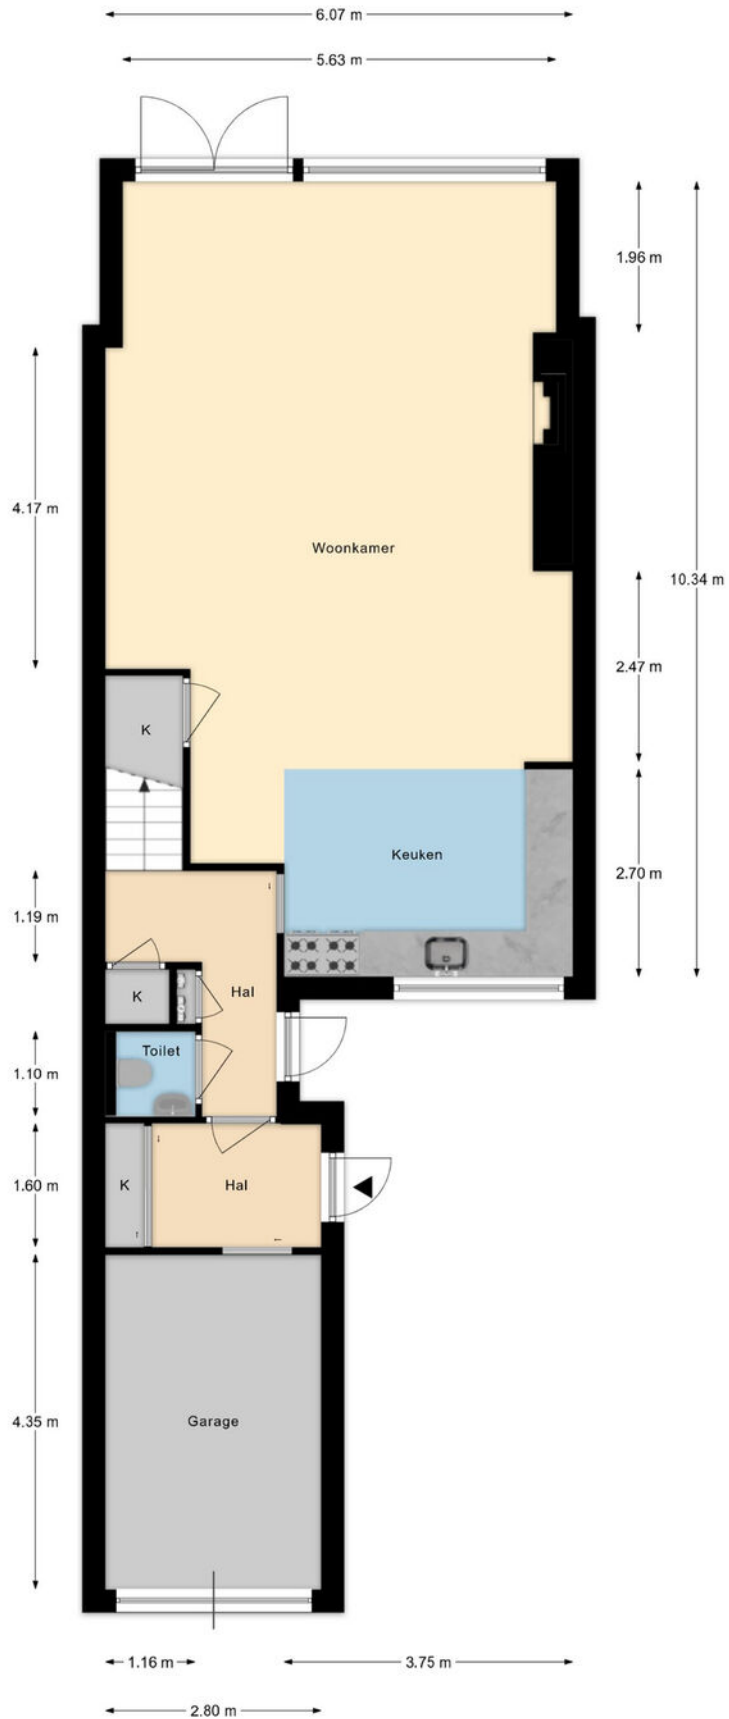 6.07 m
5.63 m
1.96 m
4.17 m
Woonkamer
10.34 m
2.47 m
K
Keuken
2.70 m
1.19 m
K
Hal
Toilet
1.10 m
K
Hal
1.60 m
Garage
4.35 m
1.16 m
3.75 m
2.80 m